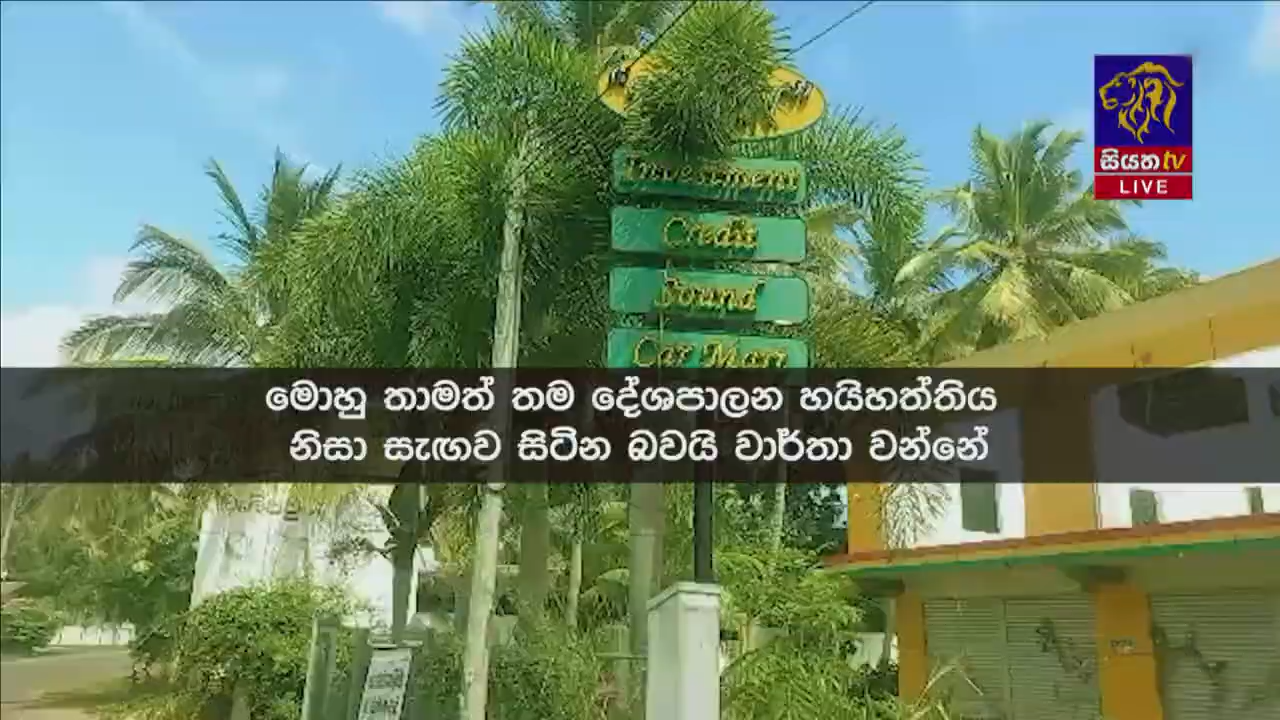 සියත tv
LIVE
Investment
Credit
Sound
Car Mart
මොහු තාමත් තම දේශපාලන හයිහත්තිය
නිසා සැඟව සිටින බවයි වාර්තා වන්නේ